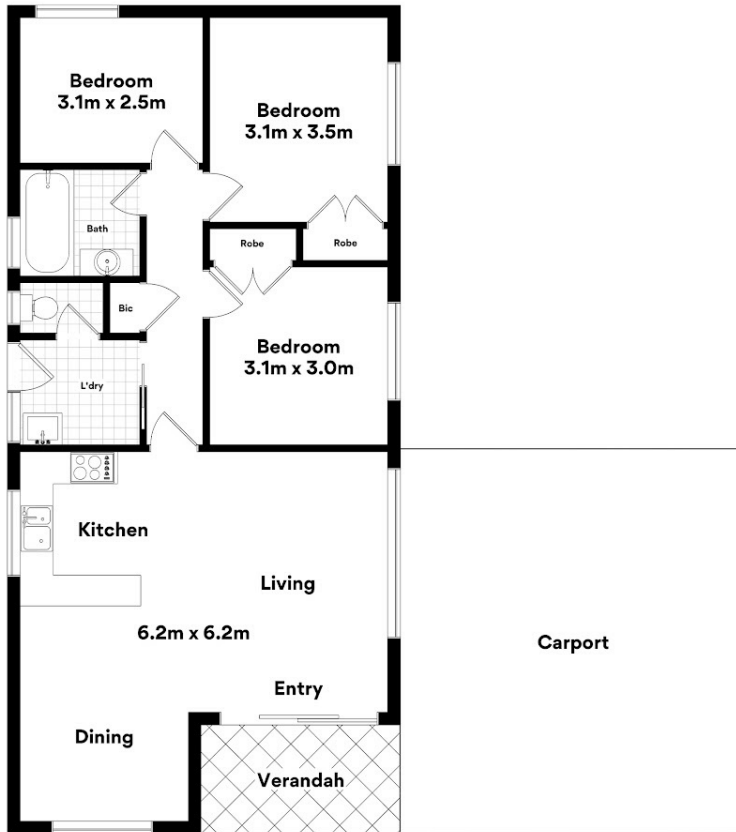 Bedroom
3.1m x 2.5m
Bedroom
3.1m x 3.5m
Bath
Robe
Robe
Bic
Bedroom
3.1m x 3.0m
L'dry
Kitchen
Living
6.2m x 6.2m
Carport
Entry
Dining
Verandah